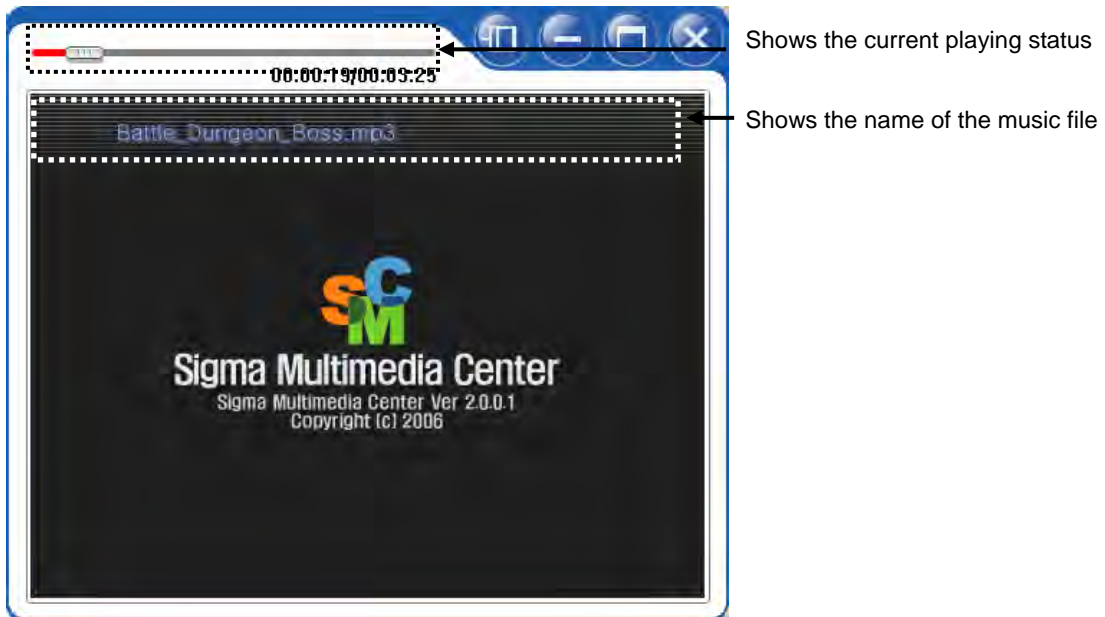 Shows the current playing status
00:00:19/00:03:25
Shows the name of the music file
Battle_Dungeon_Boss.mp3
SCM
Sigma Multimedia Center
Sigma Multimedia Center Ver 2.0.0.1
Copyright (c) 2006